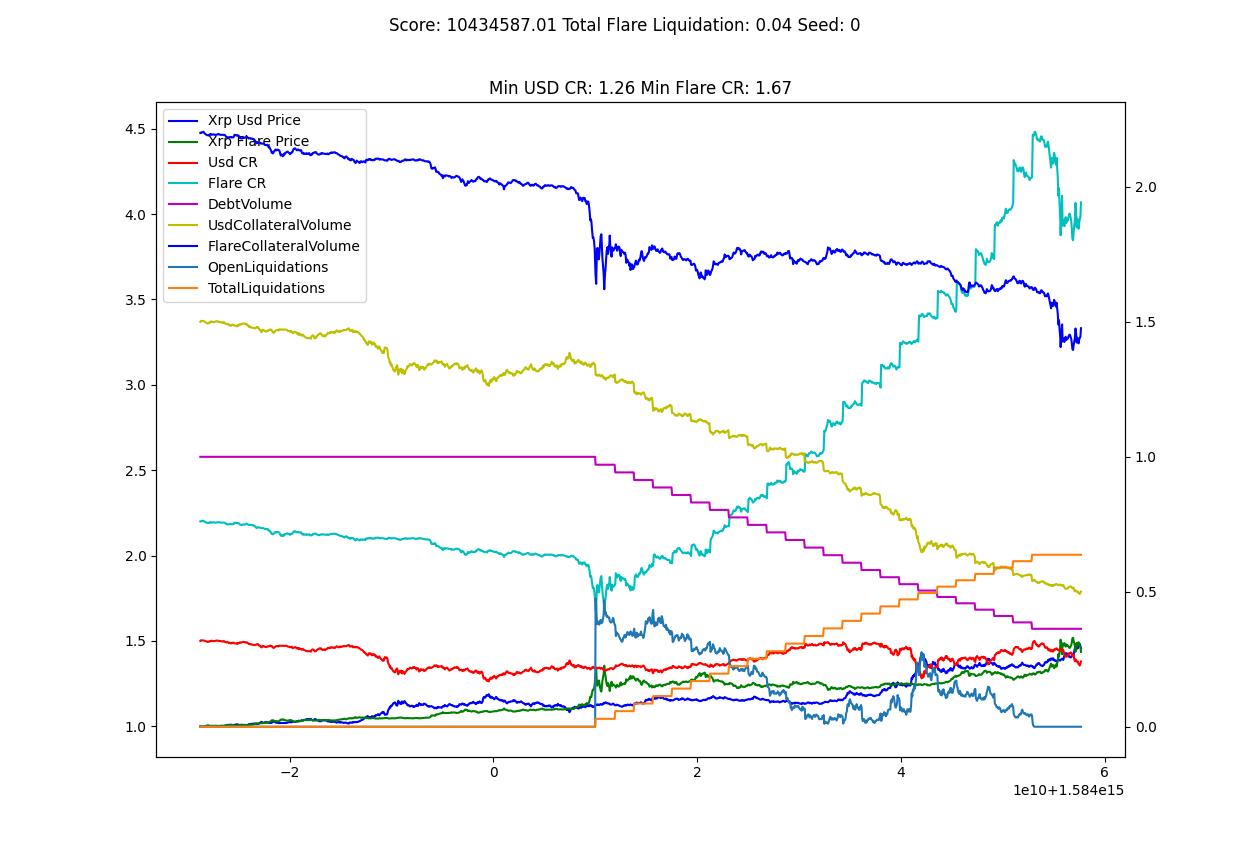 Score: 10434587.01 Total Flare Liquidation: 0.04 Seed: 0
Min USD CR: 1.26 Min Flare CR: 1.67
Xrp Usd Price
Xrp Flare Price
Usd CR
Flare CR
DebtVolume
UsdCollateralVolume
FlareCollateralVolume
OpenLiquidations
TotalLiquidations
4.5
4.0
3.5
3.0
2.5
2.0
1.5
1.0
2.0
1.5
1.0
0.5
0.0
−2
0
2
4
6
1e10+1.584e15